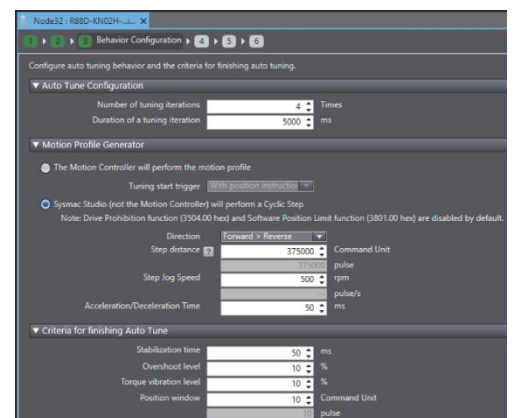 Node32 : R88D-KN02H-...i... X
1 2 3 Behavior Configuration 4 5 6
Configure auto tuning behavior and the criteria for finishing auto tuning.
Auto Tune Configuration
Number of tuning iterations 4 Times
Duration of a tuning iteration 5000 ms
Motion Profile Generator
The Motion Controller will perform the motion profile
Tuning start trigger With position instruction
Sysmac Studio (not the Motion Controller) will perform a Cyclic Step
Note: Drive Prohibition function (3504.00 hex) and Software Position Limit function (3801.00 hex) are disabled by default.
Direction Forward > Reverse
Step distance ? 375000 Command Unit
375000 pulse
Step Jog Speed 500 rpm
pulse/s
Acceleration/Deceleration Time 50 ms
Criteria for finishing Auto Tune
Stabilization time 50 ms
Overshoot level 10 %
Torque vibration level 10 %
Position window 10 Command Unit
10 pulse